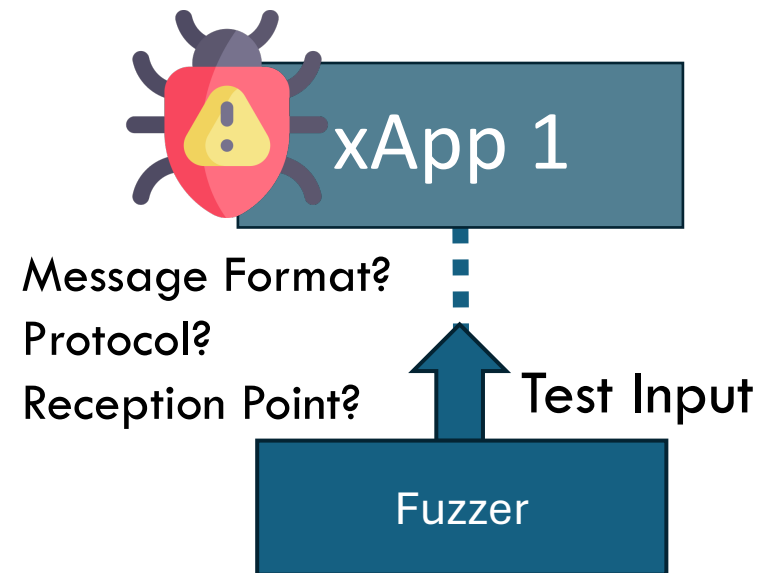 xApp 1
Message Format?
Protocol?
Reception Point?
Test Input
Fuzzer